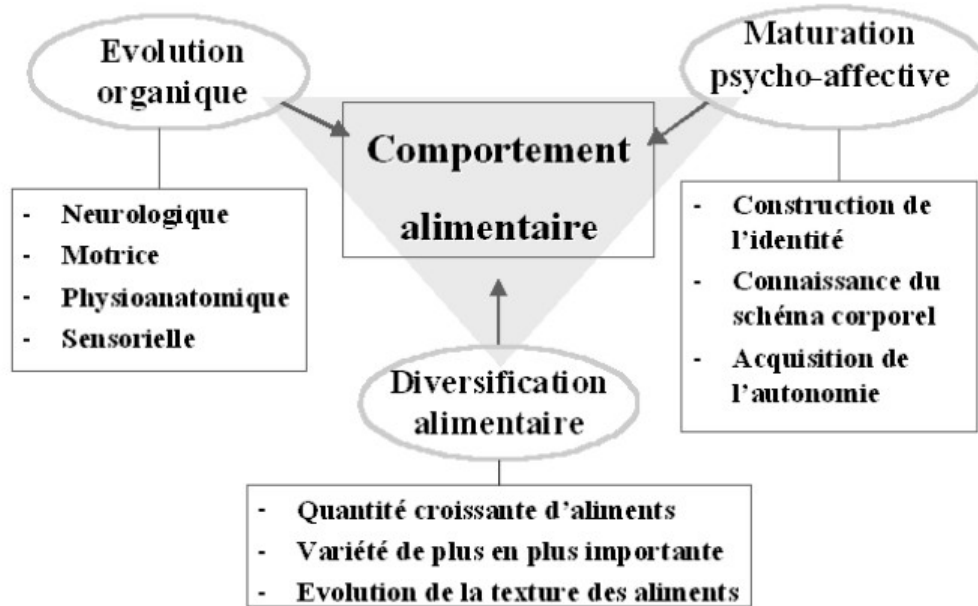 Evolution
organique
Maturation
psycho-affective
Comportement
alimentaire
- Neurologique
- Motrice
- Physioanatomique
- Sensorielle
- Construction de
l’identité
- Connaissance du
schéma corporel
- Acquisition de
l’autonomie
Diversification
alimentaire
- Quantité croissante d’aliments
- Variété de plus en plus importante
- Evolution de la texture des aliments